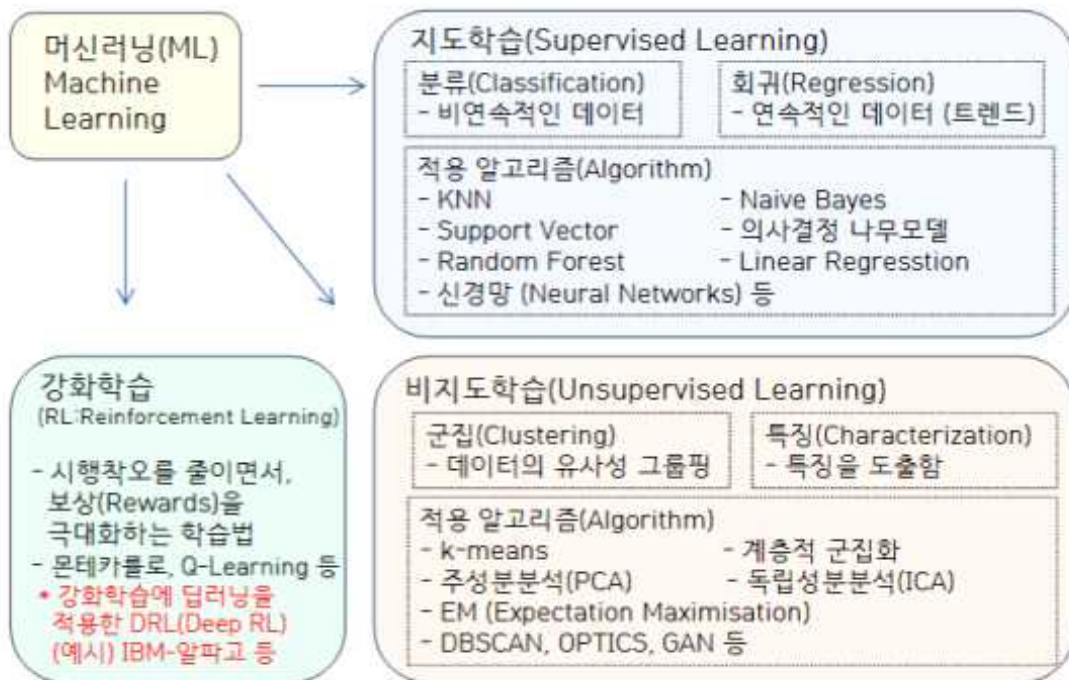 머신러닝(ML)
Machine
Learning
지도학습(Supervised Learning)
분류(Classification)
- 비연속적인 데이터
회귀(Regression)
- 연속적인 데이터 (트렌드)
적용 알고리즘(Algorithm)
- KNN
- Naive Bayes
- Support Vector
- 의사결정 나무모델
- Random Forest
- Linear Regresstion
- 신경망 (Neural Networks) 등
강화학습
(RL:Reinforcement Learning)
- 시행착오를 줄이면서,
보상(Rewards)을
극대화하는 학습법
- 몬테카를로, Q-Learning 등
* 강화학습에 딥러닝을
적용한 DRL(Deep RL)
(예시) IBM-알파고 등
비지도학습(Unsupervised Learning)
군집(Clustering)
- 데이터의 유사성 그룹핑
특징(Characterization)
- 특징을 도출함
적용 알고리즘(Algorithm)
- k-means
- 계층적 군집화
- 주성분분석(PCA)
- 독립성분분석(ICA)
- EM (Expectation Maximisation)
- DBSCAN, OPTICS, GAN 등